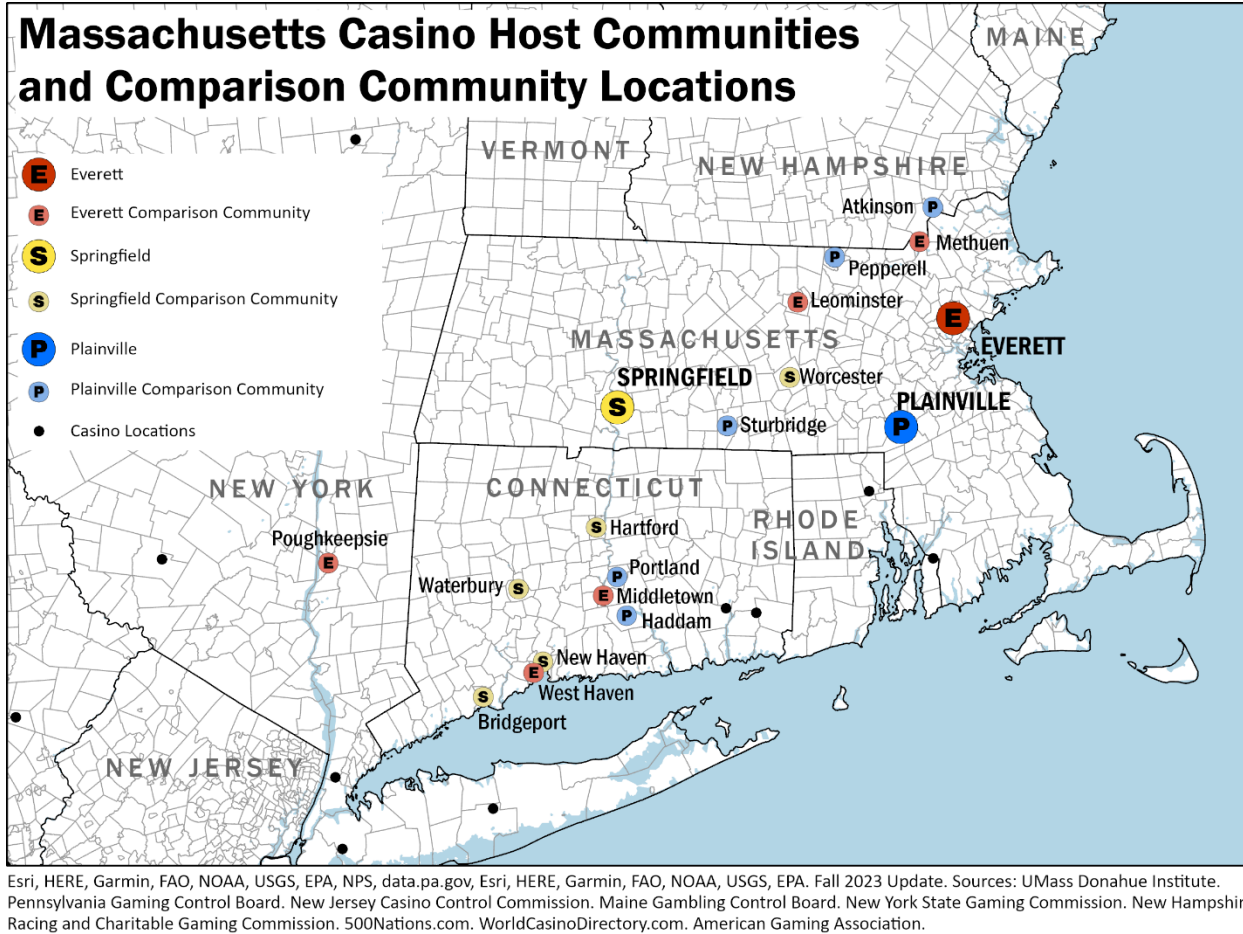 Massachusetts Casino Host Communities
and Comparison Community Locations
MAINE
VERMONT
NEW HAMPSHIRE
E Everett
E Everett Comparison Community
S Springfield
S Springfield Comparison Community
P Plainville
P Plainville Comparison Community
Casino Locations
Atkinson P
E Methuen
P
Pepperell
E Leominster
E
EVERETT
MASSACHUSETTS
SPRINGFIELD
S
S Worcester
PLAINVILLE
P
P Sturbridge
NEW YORK
CONNECTICUT
RHODE
ISLAND
S Hartford
Poughkeepsie
E
P Portland
Waterbury S
E Middletown
P Haddam
S New Haven
E West Haven
S
Bridgeport
NEW JERSEY
Esri, HERE, Garmin, FAO, NOAA, USGS, EPA, NPS, data.pa.gov, Esri, HERE, Garmin, FAO, NOAA, USGS, EPA. Fall 2023 Update. Sources: UMass Donahue Institute.
Pennsylvania Gaming Control Board. New Jersey Casino Control Commission. Maine Gambling Control Board. New York State Gaming Commission. New Hampshir
Racing and Charitable Gaming Commission. 500Nations.com. WorldCasinoDirectory.com. American Gaming Association.